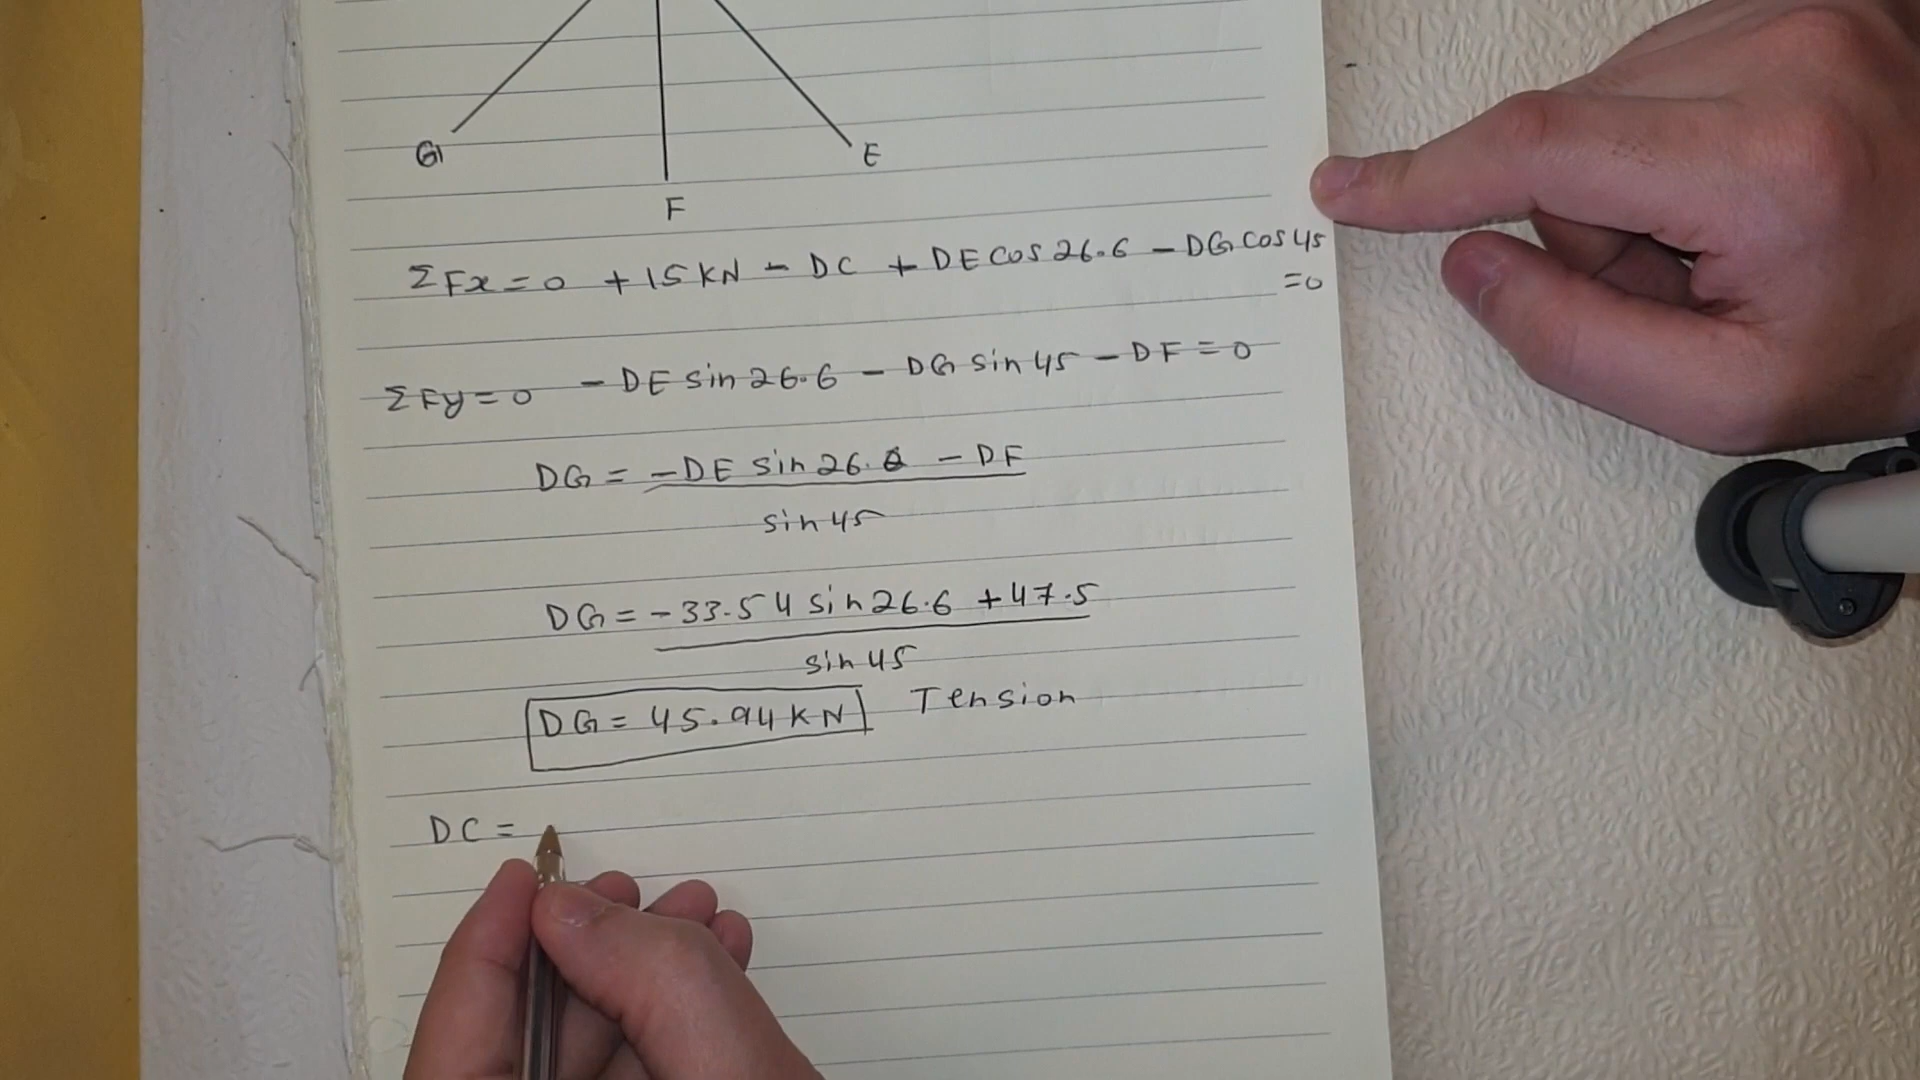 G
E
F
ΣFx = 0 + 15 KN - DC + DE cos 26.6 - DG cos 45
= 0
ΣFy = 0 - DE sin 26.6 - DG sin 45 - DF = 0
DG = -DE sin 26.6 - DF
sin 45
DG = -33.54 sin 26.6 + 47.5
sin 45
DG = 45.94 KN Tension
DC =